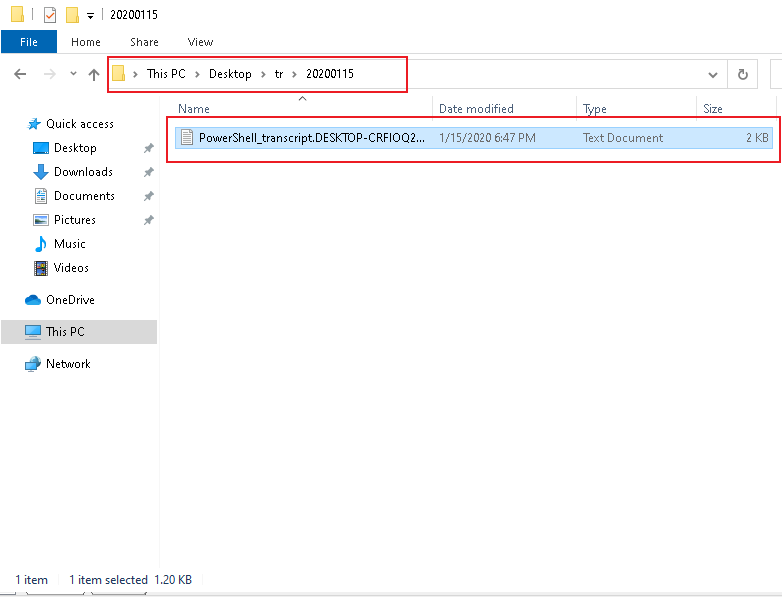 20200115
File Home Share View
This PC Desktop tr 20200115
Name Date modified Type Size
PowerShell_transcript.DESKTOP-CRFIOQ2... 1/15/2020 6:47 PM Text Document 2 KB
Quick access
Desktop
Downloads
Documents
Pictures
Music
Videos
OneDrive
This PC
Network
1 item 1 item selected 1.20 KB